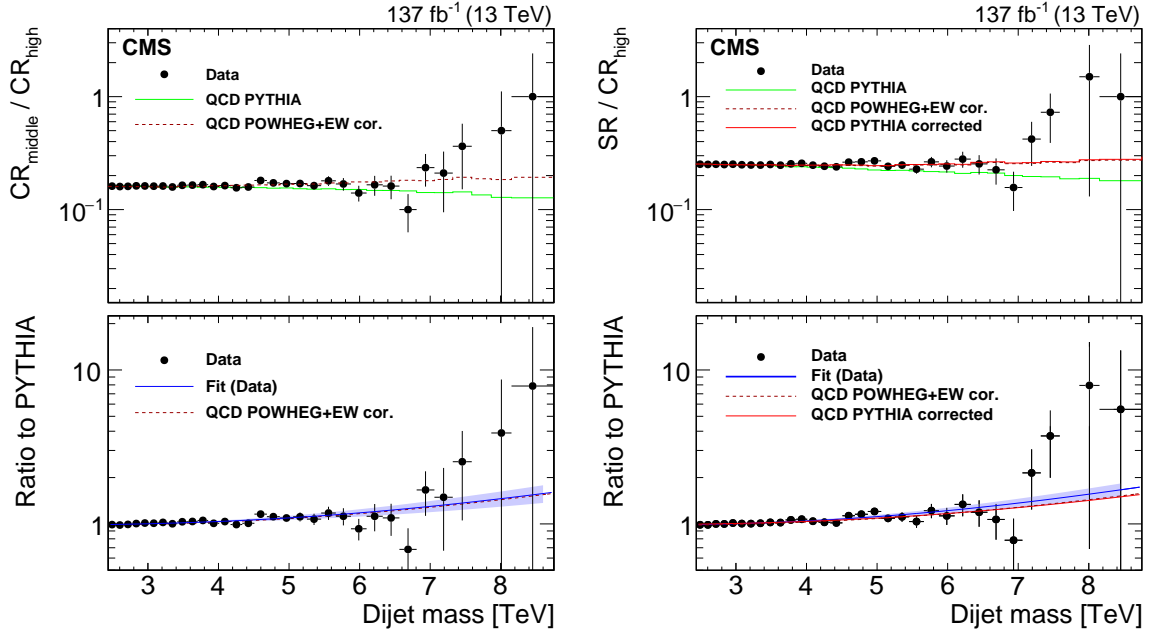 137 fb⁻¹ (13 TeV)
CMS
Data
QCD PYTHIA
QCD POWHEG+EW cor.
CR_middle / CR_high
1
10⁻¹
Data
Fit (Data)
QCD POWHEG+EW cor.
Ratio to PYTHIA
10
1
3 4 5 6 7 8
Dijet mass [TeV]
137 fb⁻¹ (13 TeV)
CMS
Data
QCD PYTHIA
QCD POWHEG+EW cor.
QCD PYTHIA corrected
SR / CR_high
1
10⁻¹
Data
Fit (Data)
QCD POWHEG+EW cor.
QCD PYTHIA corrected
Ratio to PYTHIA
10
1
3 4 5 6 7 8
Dijet mass [TeV]